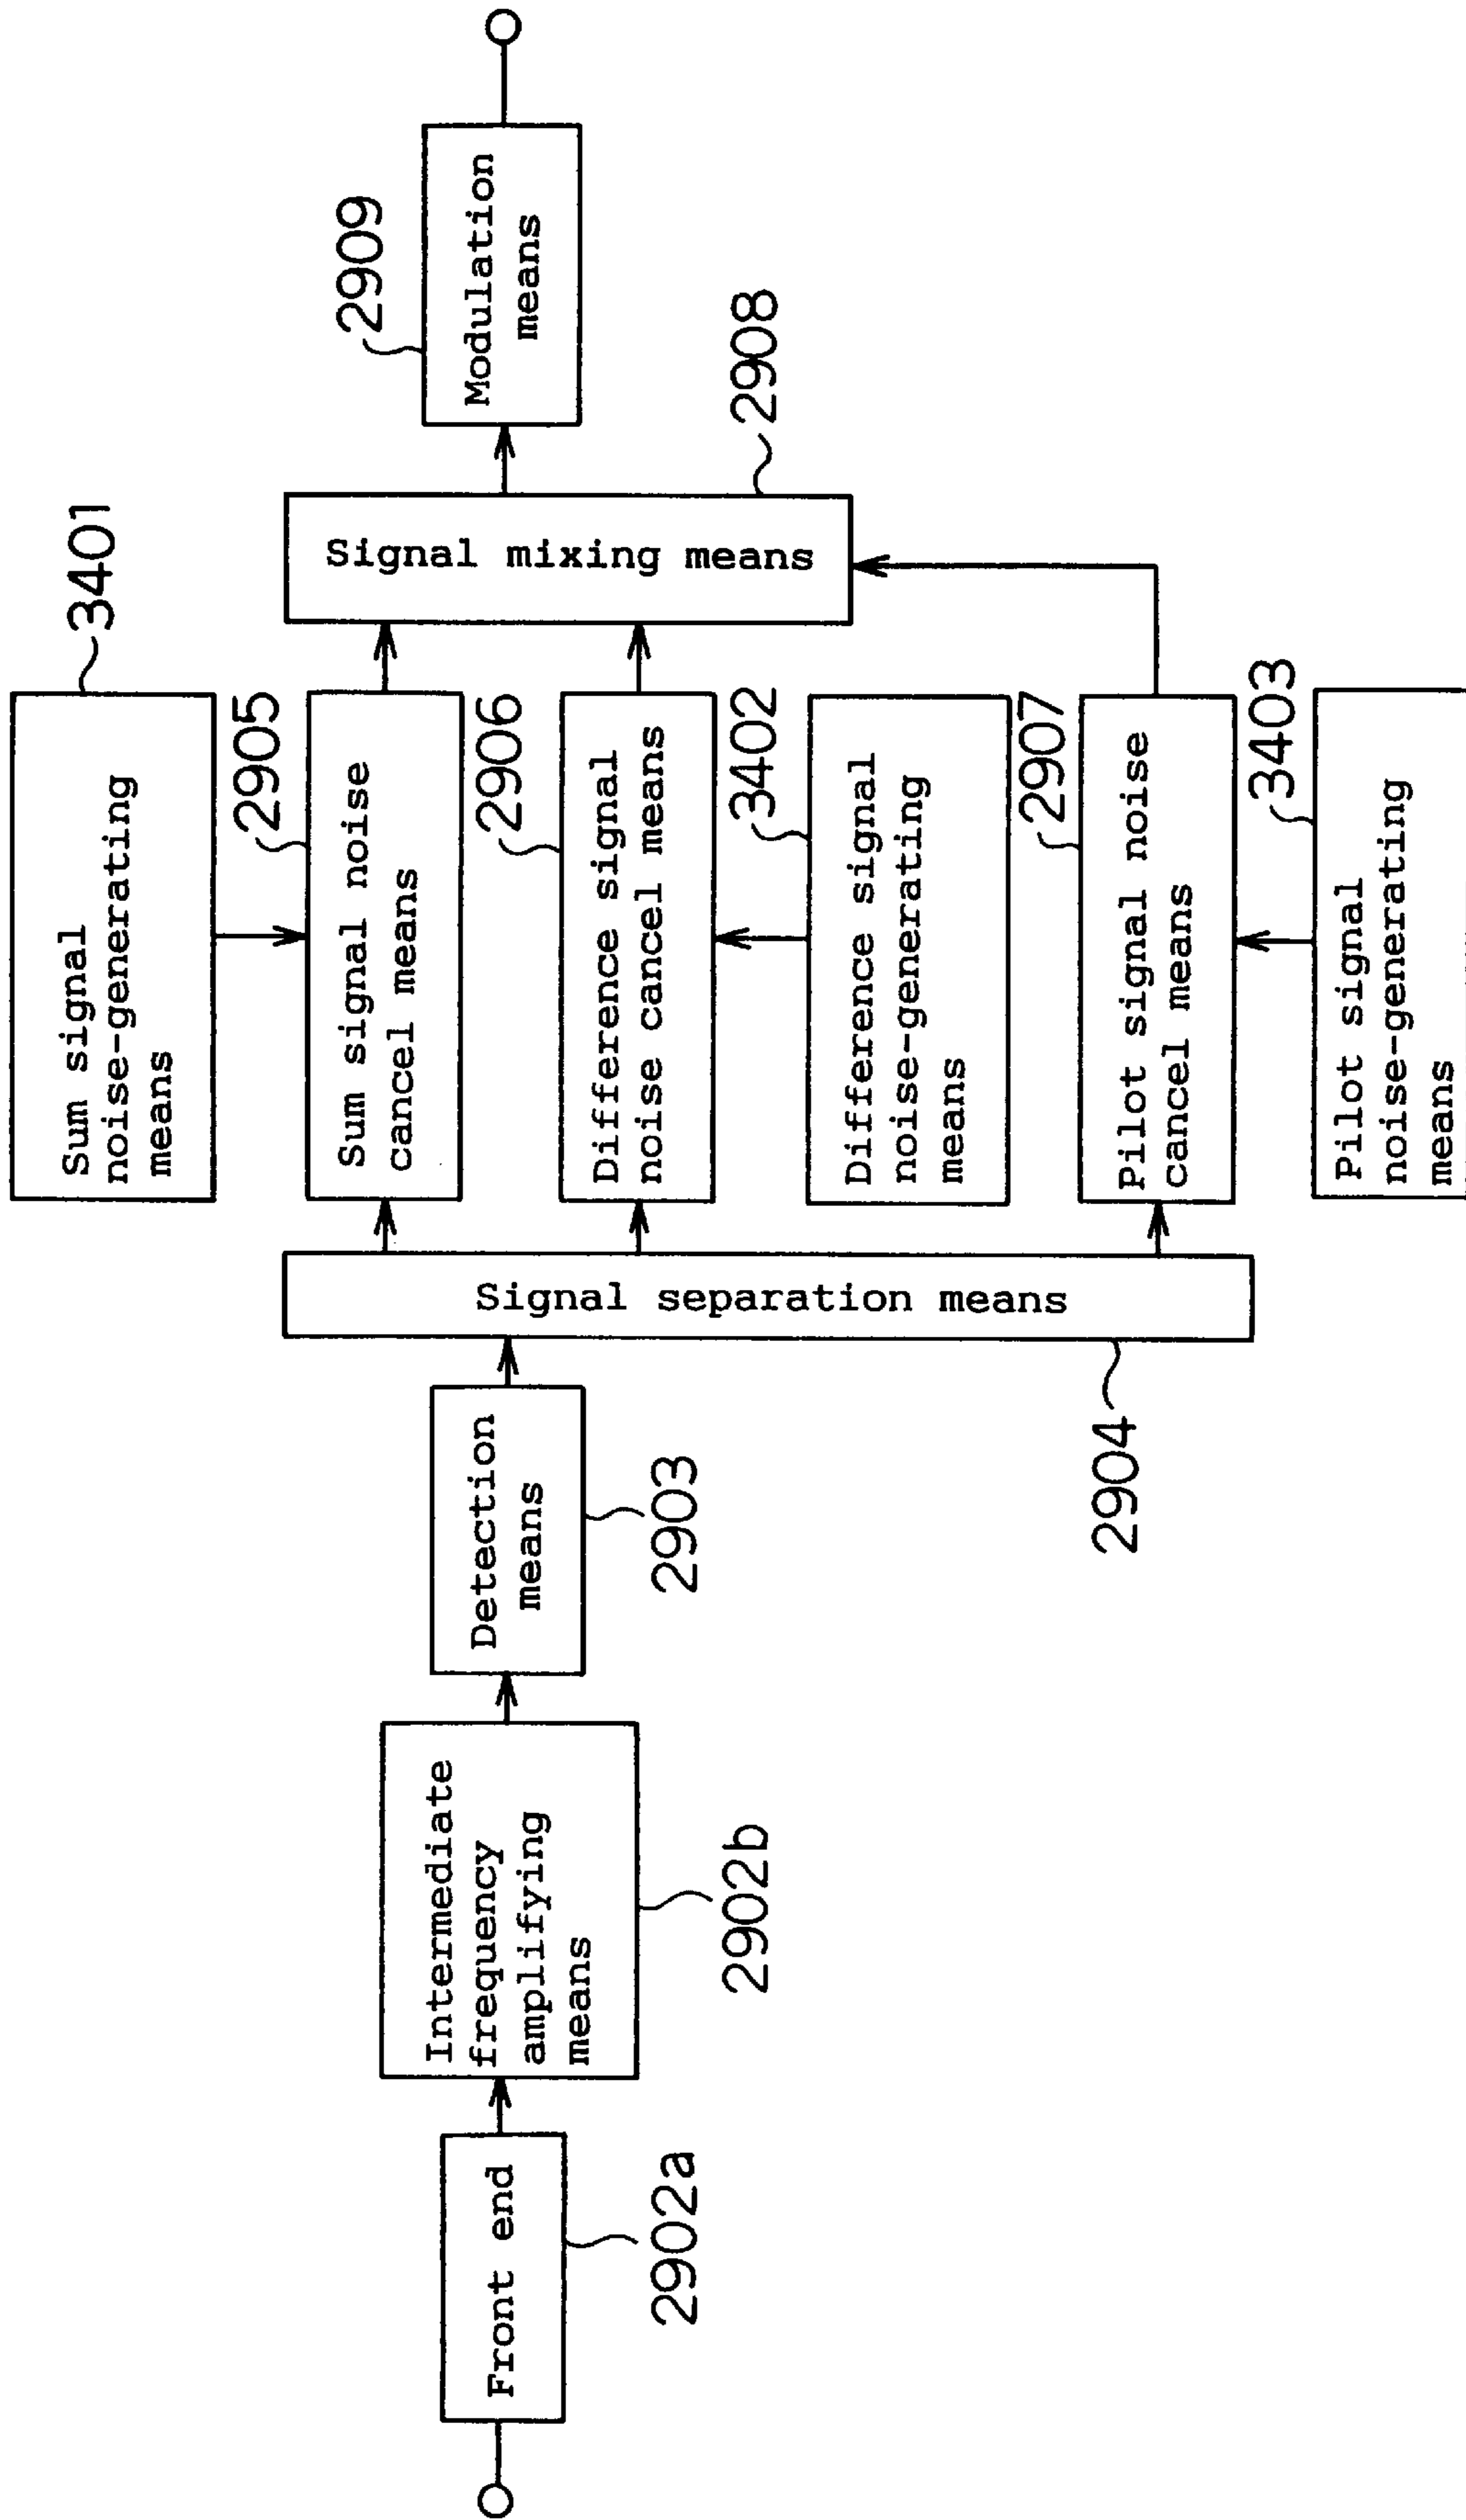 Front end
2902a
Intermediate
frequency
amplifying
means
2902b
Detection
means
2903
Signal separation means
2904
Sum signal
noise-generating
means
3401
Sum signal noise
cancel means
2905
Difference signal
noise cancel means
2906
Difference signal
noise-generating
means
3402
Pilot signal noise
cancel means
2907
Pilot signal
noise-generating
means
3403
Signal mixing means
2908
Modulation
means
2909